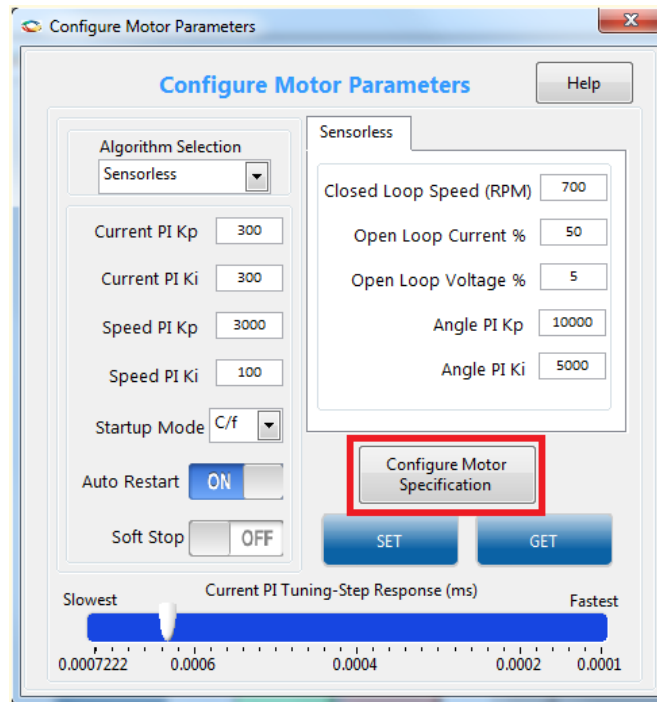 Configure Motor Parameters
x
Configure Motor Parameters
Help
Algorithm Selection
Sensorless
Current PI Kp 300
Current PI Ki 300
Speed PI Kp 3000
Speed PI Ki 100
Startup Mode C/f
Auto Restart ON
Soft Stop OFF
Sensorless
Closed Loop Speed (RPM) 700
Open Loop Current % 50
Open Loop Voltage % 5
Angle PI Kp 10000
Angle PI Ki 5000
Configure Motor
Specification
SET GET
Current PI Tuning-Step Response (ms)
Slowest Fastest
0.0007222 0.0006 0.0004 0.0002 0.0001